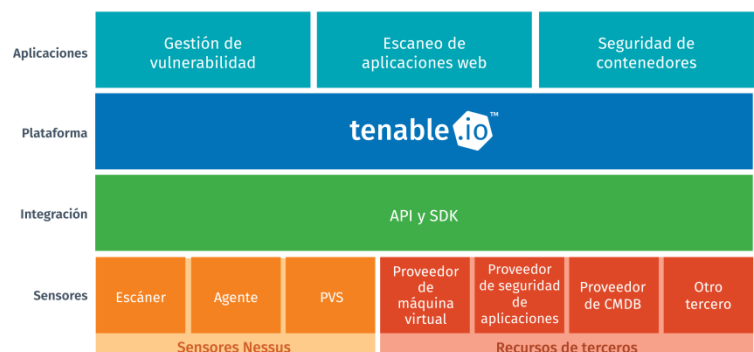 Aplicaciones
Gestión de
vulnerabilidad
Escaneo de
aplicaciones web
Seguridad de
contenedores
Plataforma
tenable.io™
Integración
API y SDK
Sensores
Escáner
Agente
PVS
Proveedor
de
máquina
virtual
Proveedor
de seguridad
de
aplicaciones
Proveedor
de CMDB
Otro
tercero
Sensores Nessus
Recursos de terceros